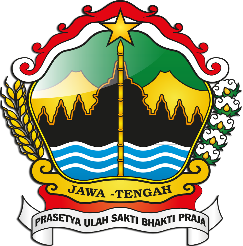 JAWA - TENGAH
PRASETYA ULAH SAKTI BHAKTI PRAJA